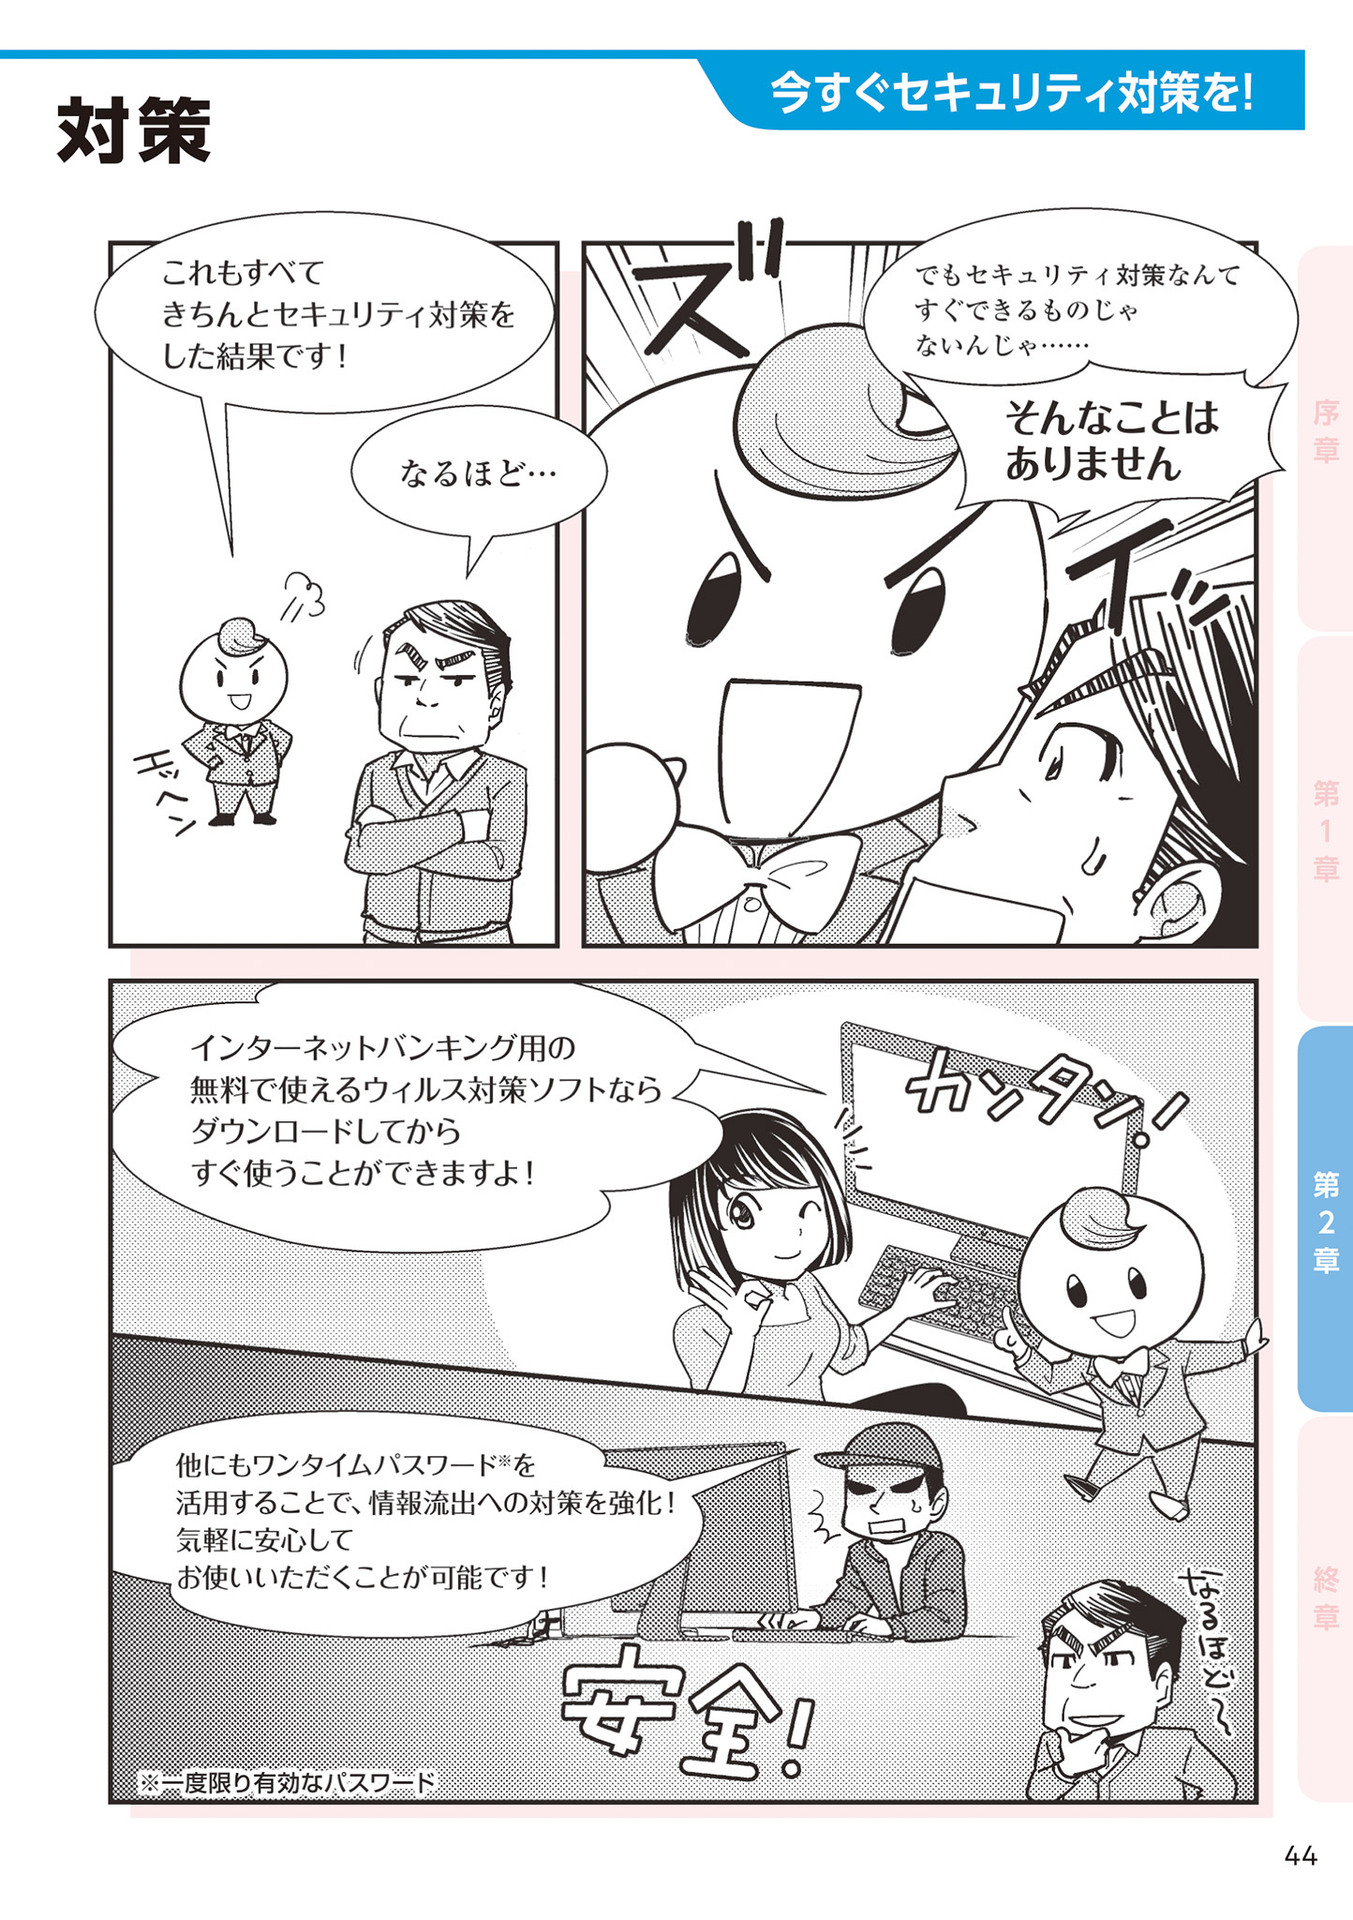 今すぐセキュリティ対策を!
対策
これもすべて
きちんとセキュリティ対策を
した結果です!
なるほど…
エッヘン
ズズイッ
でもセキュリティ対策なんて
すぐできるものじゃ
ないんじゃ……
そんなことは
ありません
インターネットバンキング用の
無料で使えるウィルス対策ソフトなら
ダウンロードしてから
すぐ使うことができますよ!
カンタン!
他にもワンタイムパスワード※を
活用することで、情報流出への対策を強化!
気軽に安心して
お使いいただくことが可能です!
安全!
なるほど〜
※一度限り有効なパスワード
序章
第1章
第2章
終章
44